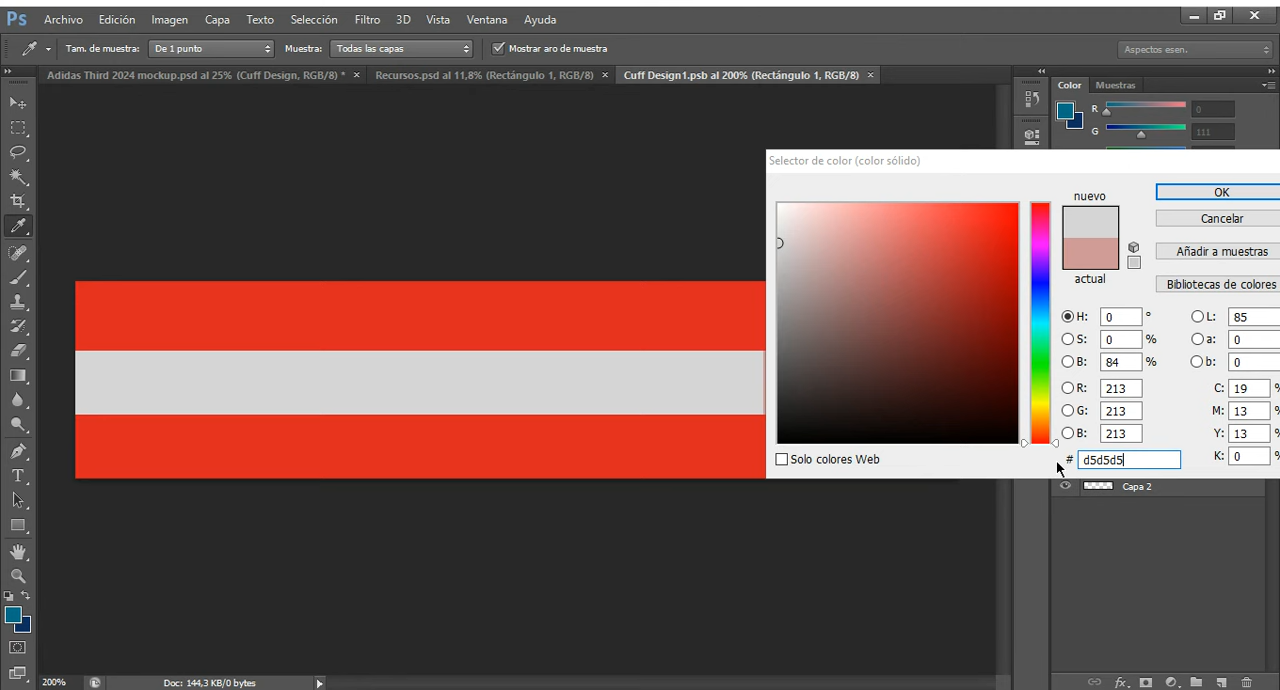 Ps Archivo Edición Imagen Capa Texto Selección Filtro 3D Vista Ventana Ayuda
Tam. de muestra: De 1 punto Muestra: Todas las capas Mostrar aro de muestra Aspectos esen.
Adidas Third 2024 mockup.psd al 25% (Cuff Design, RGB/8) * × Recursos.psd al 11,8% (Rectángulo 1, RGB/8) × Cuff Design1.psb al 200% (Rectángulo 1, RGB/8) ×
Color Muestras
R 0
G 111
Selector de color (color sólido)
nuevo
OK
Cancelar
Añadir a muestras
actual
Bibliotecas de colores
H: 0 ° L: 85
S: 0 % a: 0
B: 84 % b: 0
R: 213 C: 19 %
G: 213 M: 13 %
B: 213 Y: 13 %
# d5d5d5 K: 0 %
Solo colores Web
Capa 2
200% Doc: 144,3 KB/0 bytes
fx